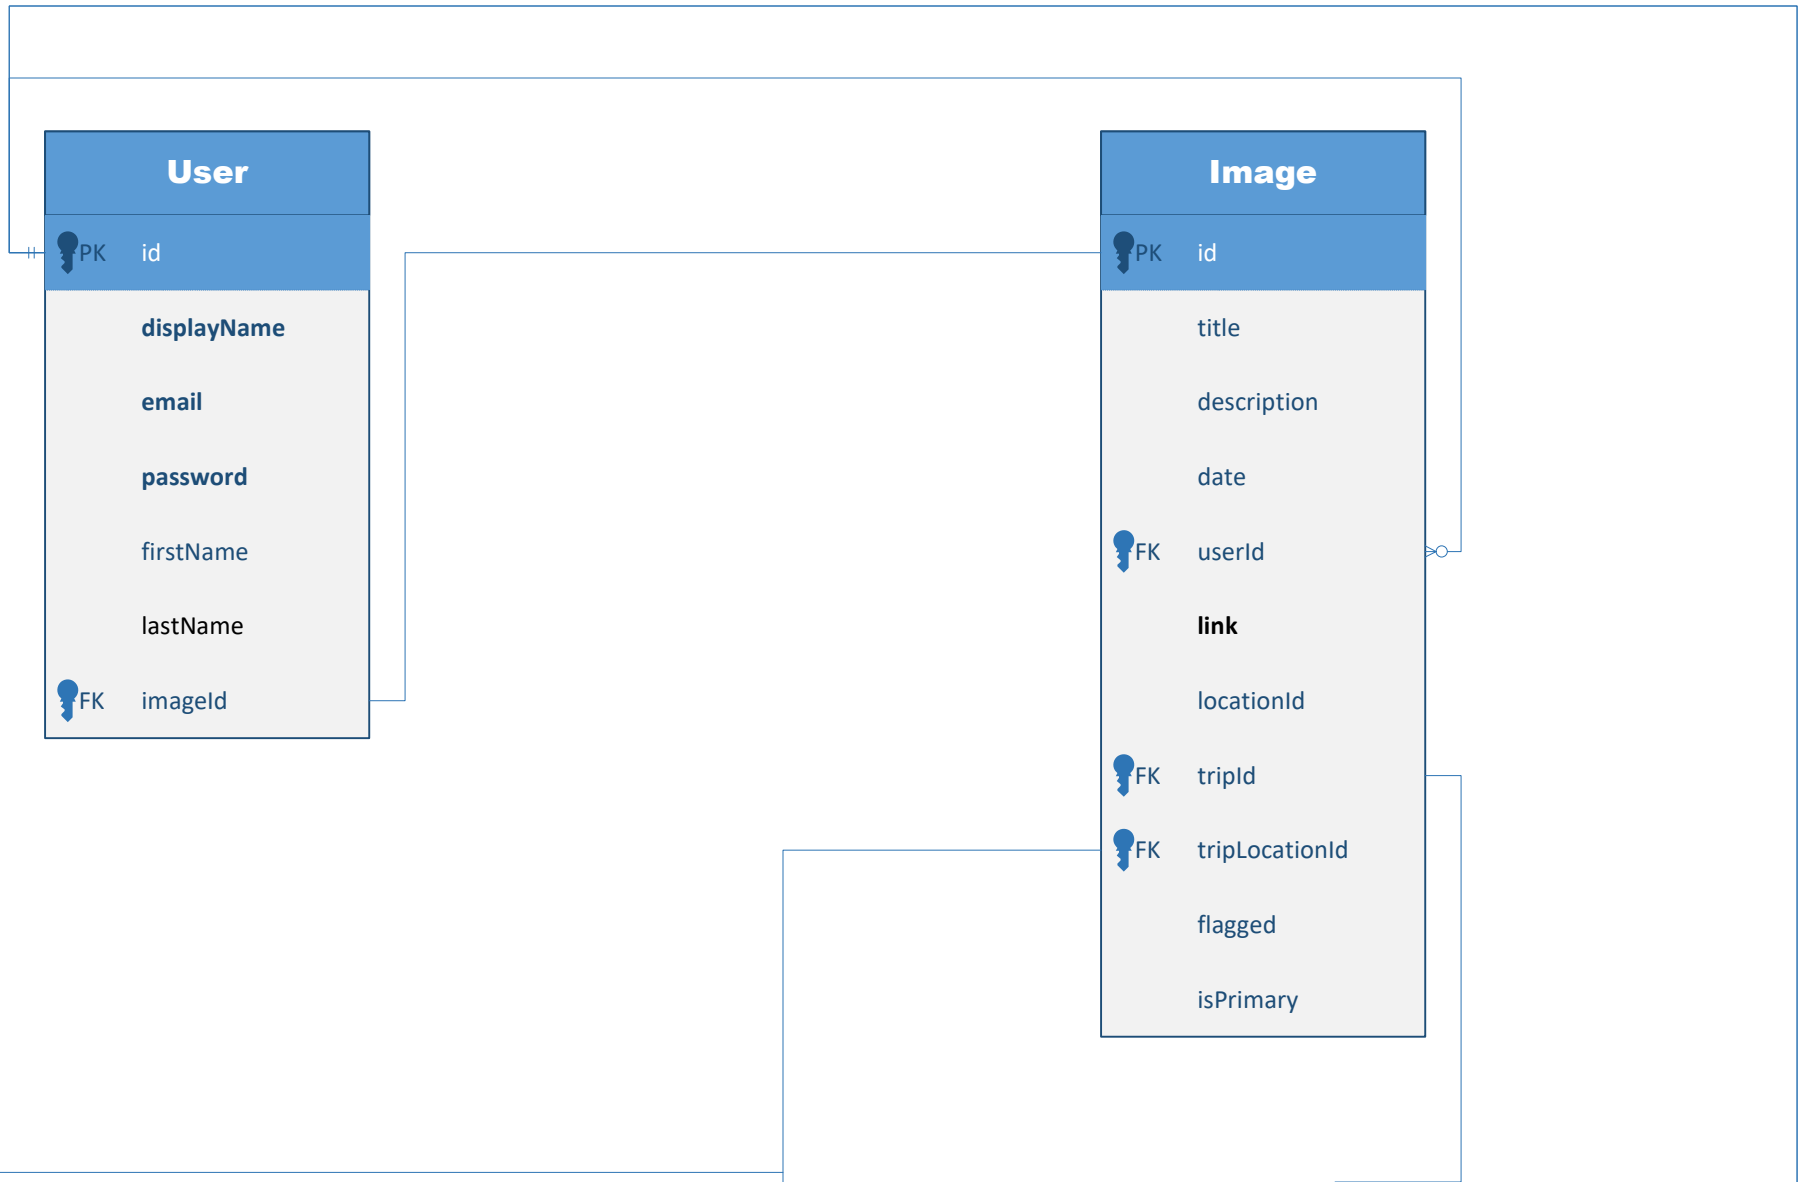 User
PK id
displayName
email
password
firstName
lastName
FK imageId
Image
PK id
title
description
date
FK userId
link
locationId
FK tripId
FK tripLocationId
flagged
isPrimary